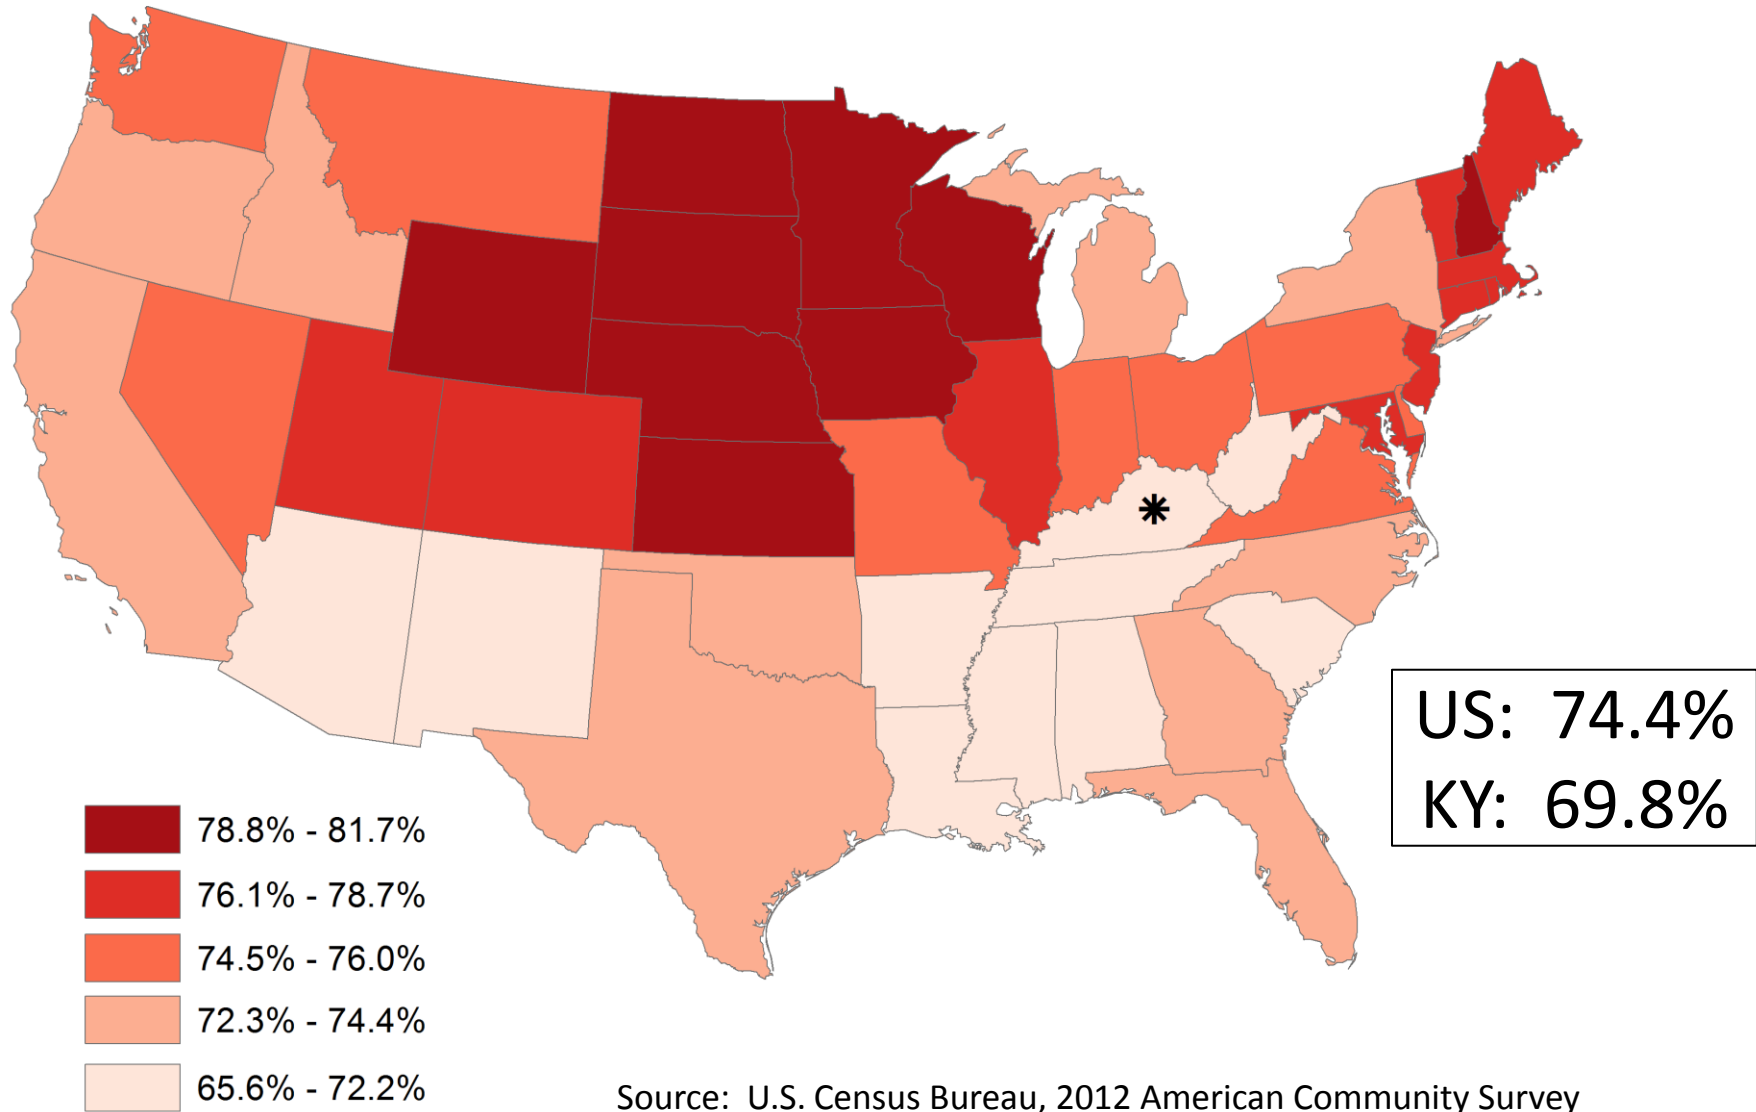 US: 74.4%
KY: 69.8%
78.8% - 81.7%
76.1% - 78.7%
74.5% - 76.0%
72.3% - 74.4%
65.6% - 72.2%
Source: U.S. Census Bureau, 2012 American Community Survey